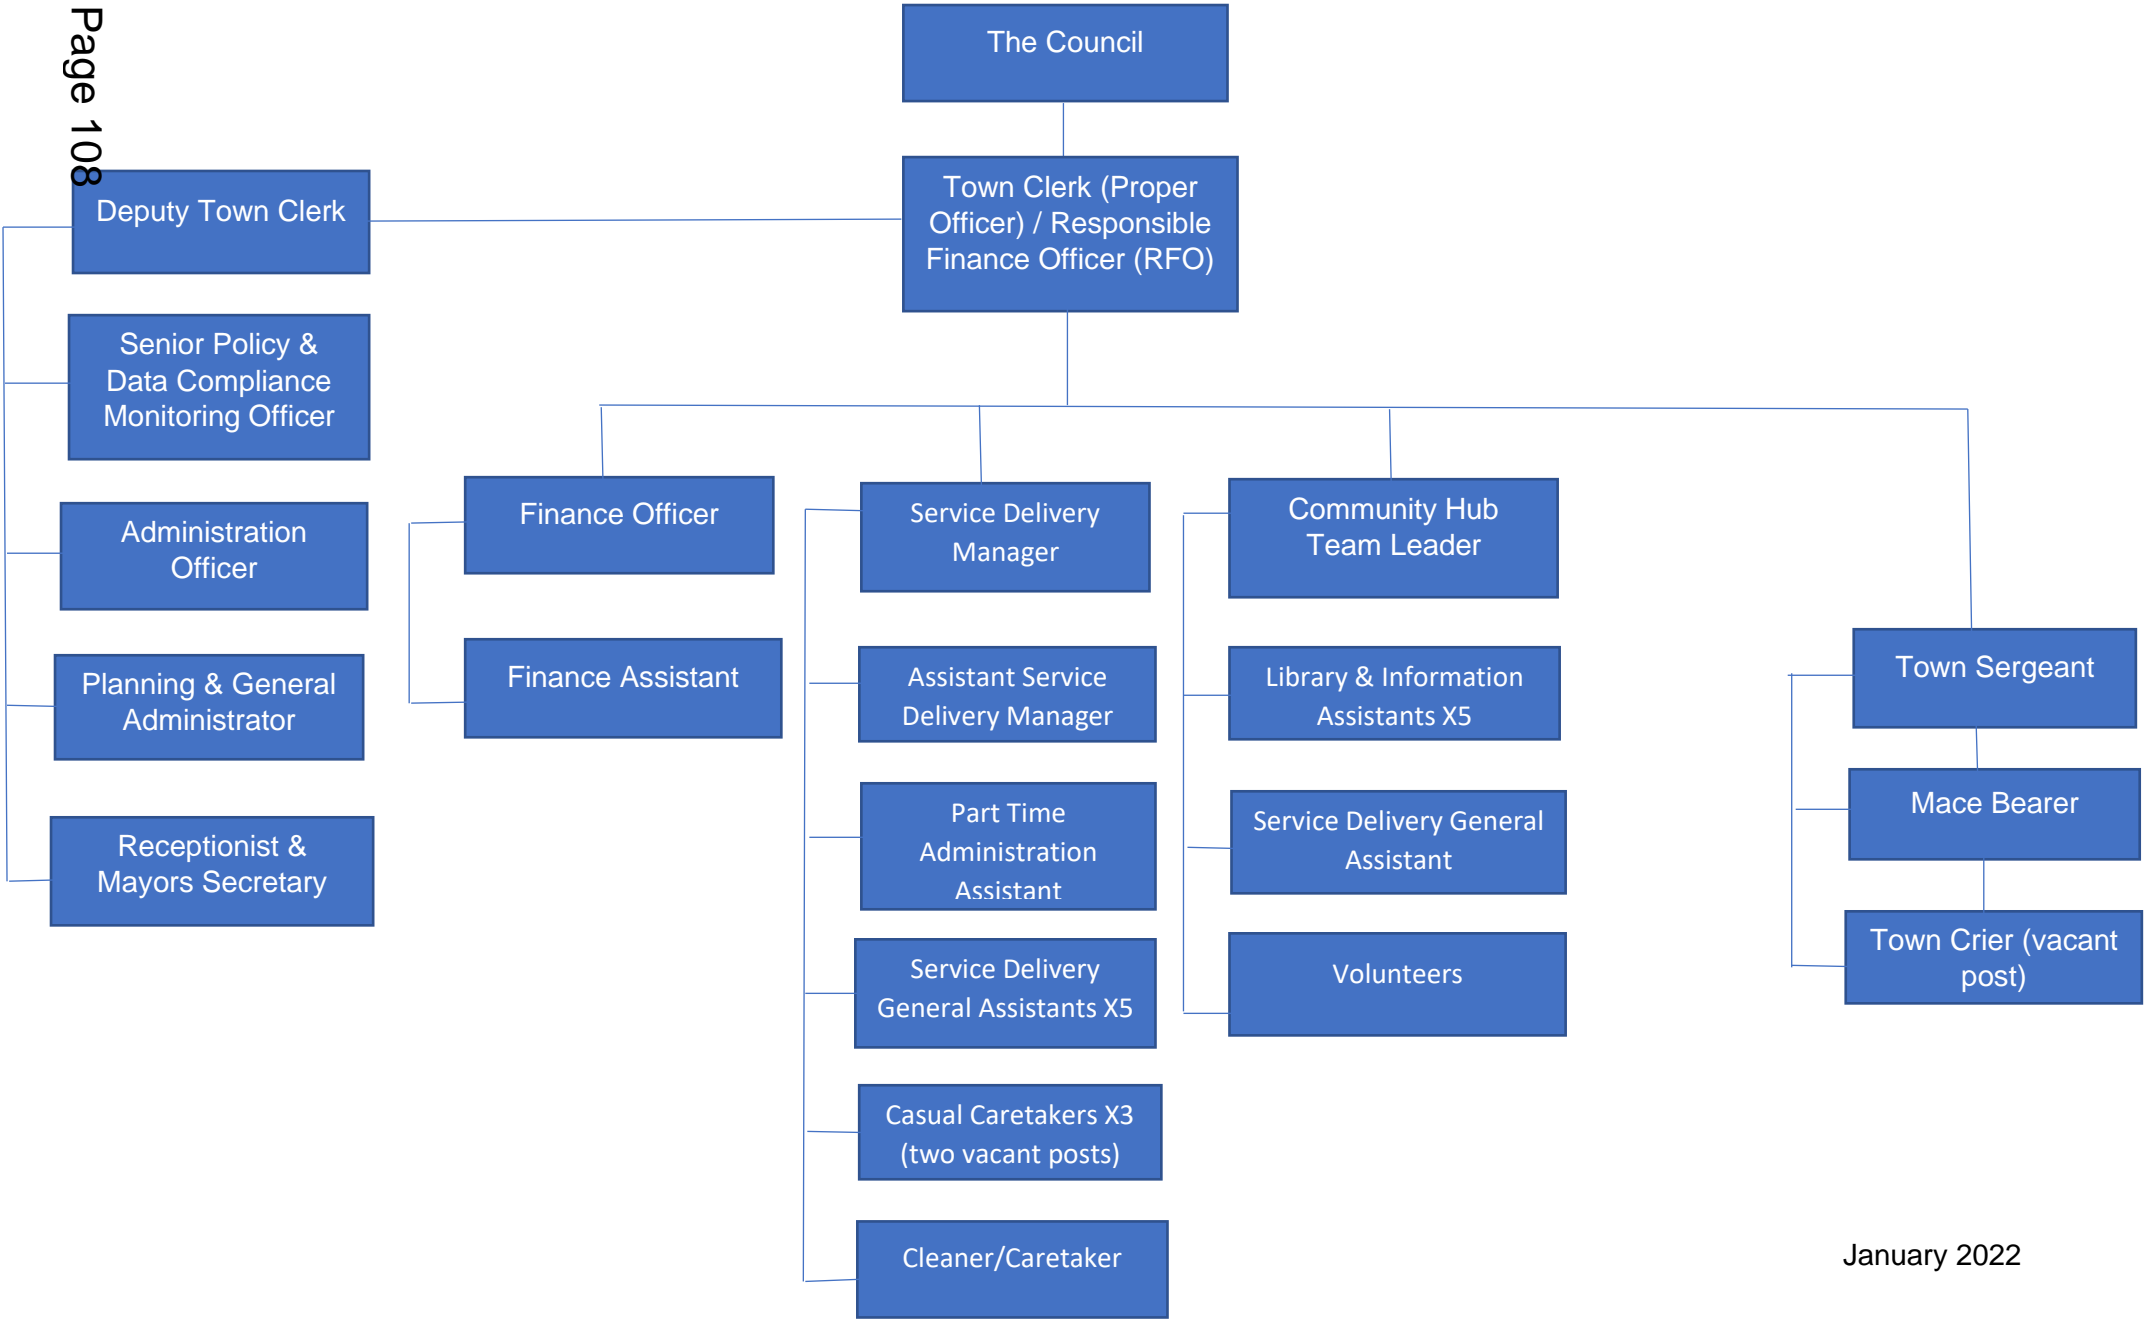 Page 108
The Council
Town Clerk (Proper
Officer) / Responsible
Finance Officer (RFO)
Deputy Town Clerk
Senior Policy &
Data Compliance
Monitoring Officer
Administration
Officer
Planning & General
Administrator
Receptionist &
Mayors Secretary
Finance Officer
Finance Assistant
Service Delivery
Manager
Assistant Service
Delivery Manager
Part Time
Administration
Assistant
Service Delivery
General Assistants X5
Casual Caretakers X3
(two vacant posts)
Cleaner/Caretaker
Community Hub
Team Leader
Library & Information
Assistants X5
Service Delivery General
Assistant
Volunteers
Town Sergeant
Mace Bearer
Town Crier (vacant
post)
January 2022